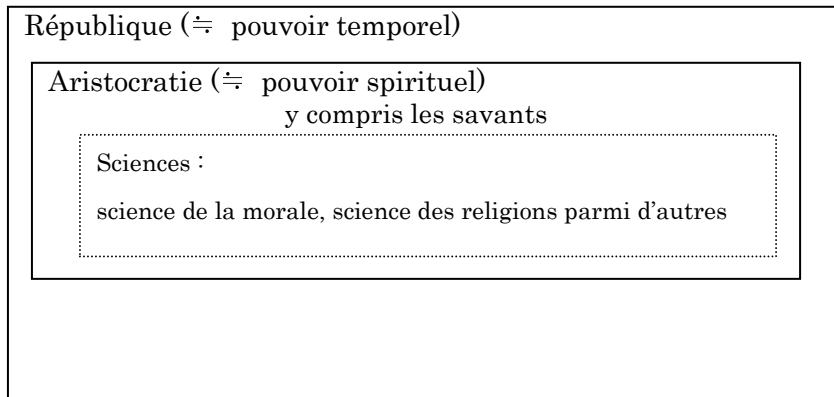 République (≒ pouvoir temporel)
Aristocratie (≒ pouvoir spirituel)
y compris les savants
Sciences :
science de la morale, science des religions parmi d’autres